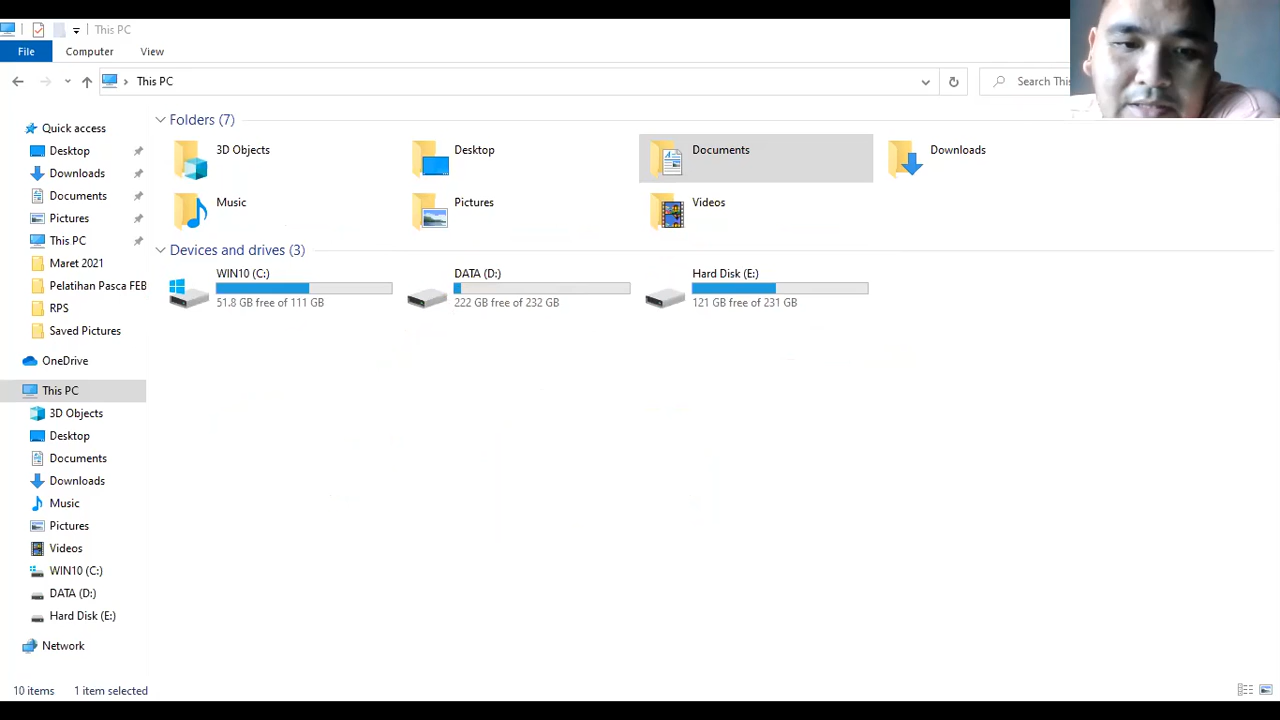 This PC
File Computer View
This PC Search This
Quick access
Desktop
Downloads
Documents
Pictures
This PC
Maret 2021
Pelatihan Pasca FEB
RPS
Saved Pictures
OneDrive
This PC
3D Objects
Desktop
Documents
Downloads
Music
Pictures
Videos
WIN10 (C:)
DATA (D:)
Hard Disk (E:)
Network
Folders (7)
3D Objects Desktop Documents Downloads
Music Pictures Videos
Devices and drives (3)
WIN10 (C:) DATA (D:) Hard Disk (E:)
51.8 GB free of 111 GB 222 GB free of 232 GB 121 GB free of 231 GB
10 items 1 item selected